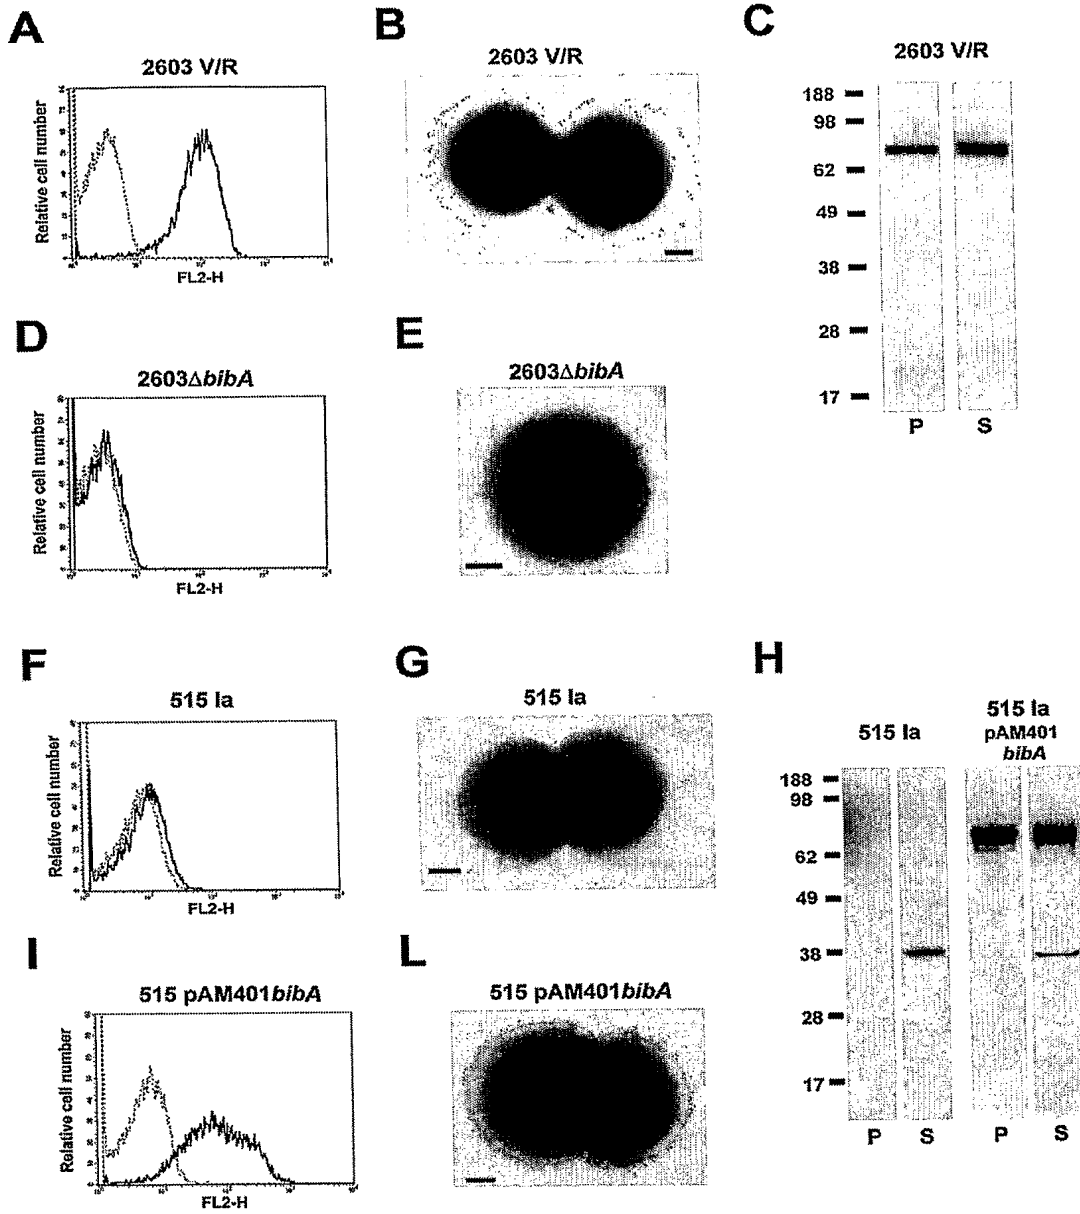 A
2603 V/R
Relative cell number
FL2-H
B
2603 V/R
C
2603 V/R
188
98
62
49
38
28
17
P S
D
2603ΔbibA
Relative cell number
FL2-H
E
2603ΔbibA
F
515 Ia
Relative cell number
FL2-H
G
515 Ia
H
515 Ia
515 Ia
pAM401
bibA
188
98
62
49
38
28
17
P S P S
I
515 pAM401bibA
Relative cell number
FL2-H
L
515 pAM401bibA